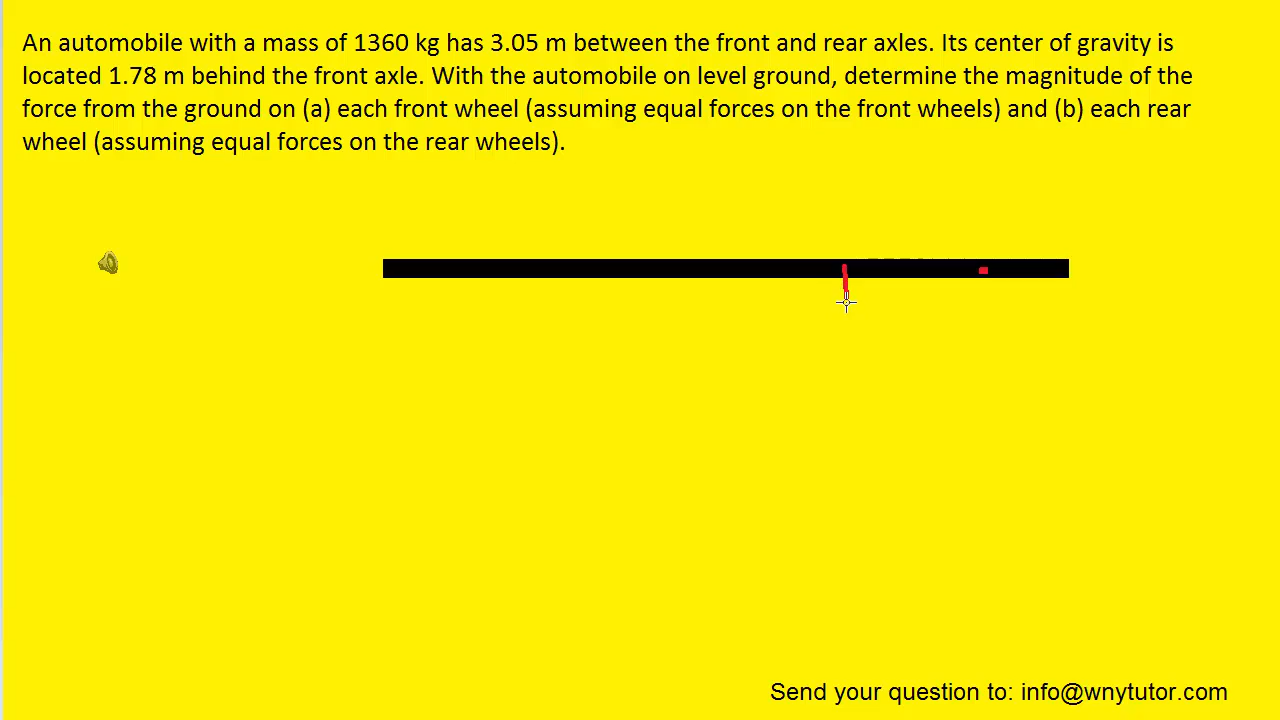 An automobile with a mass of 1360 kg has 3.05 m between the front and rear axles. Its center of gravity is
located 1.78 m behind the front axle. With the automobile on level ground, determine the magnitude of the
force from the ground on (a) each front wheel (assuming equal forces on the front wheels) and (b) each rear
wheel (assuming equal forces on the rear wheels).
Send your question to: info@wnytutor.com